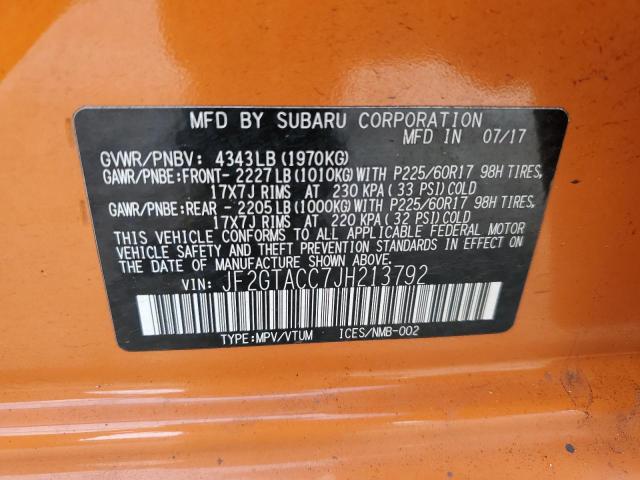 MFD BY SUBARU CORPORATION
MFD IN 07/17
GVWR/PNBV: 4343LB(1970KG)
GAWR/PNBE:FRONT- 2227LB(1010KG)WITH P225/60R17 98H TIRES,
17X7J RIMS AT 230 KPA (33 PSI)COLD
GAWR/PNBE:REAR - 2205LB(1000KG)WITH P225/60R17 98H TIRES,
17X7J RIMS AT 220 KPA (32 PSI)COLD
THIS VEHICLE CONFORMS TO ALL APPLICABLE FEDERAL MOTOR
VEHICLE SAFETY AND THEFT PREVENTION STANDARDS IN EFFECT
ON THE DATE OF MANUFACTURE SHOWN ABOVE.
VIN: JF2GTACC7JH213792
TYPE:MPV/VTUM ICES/NMB-002